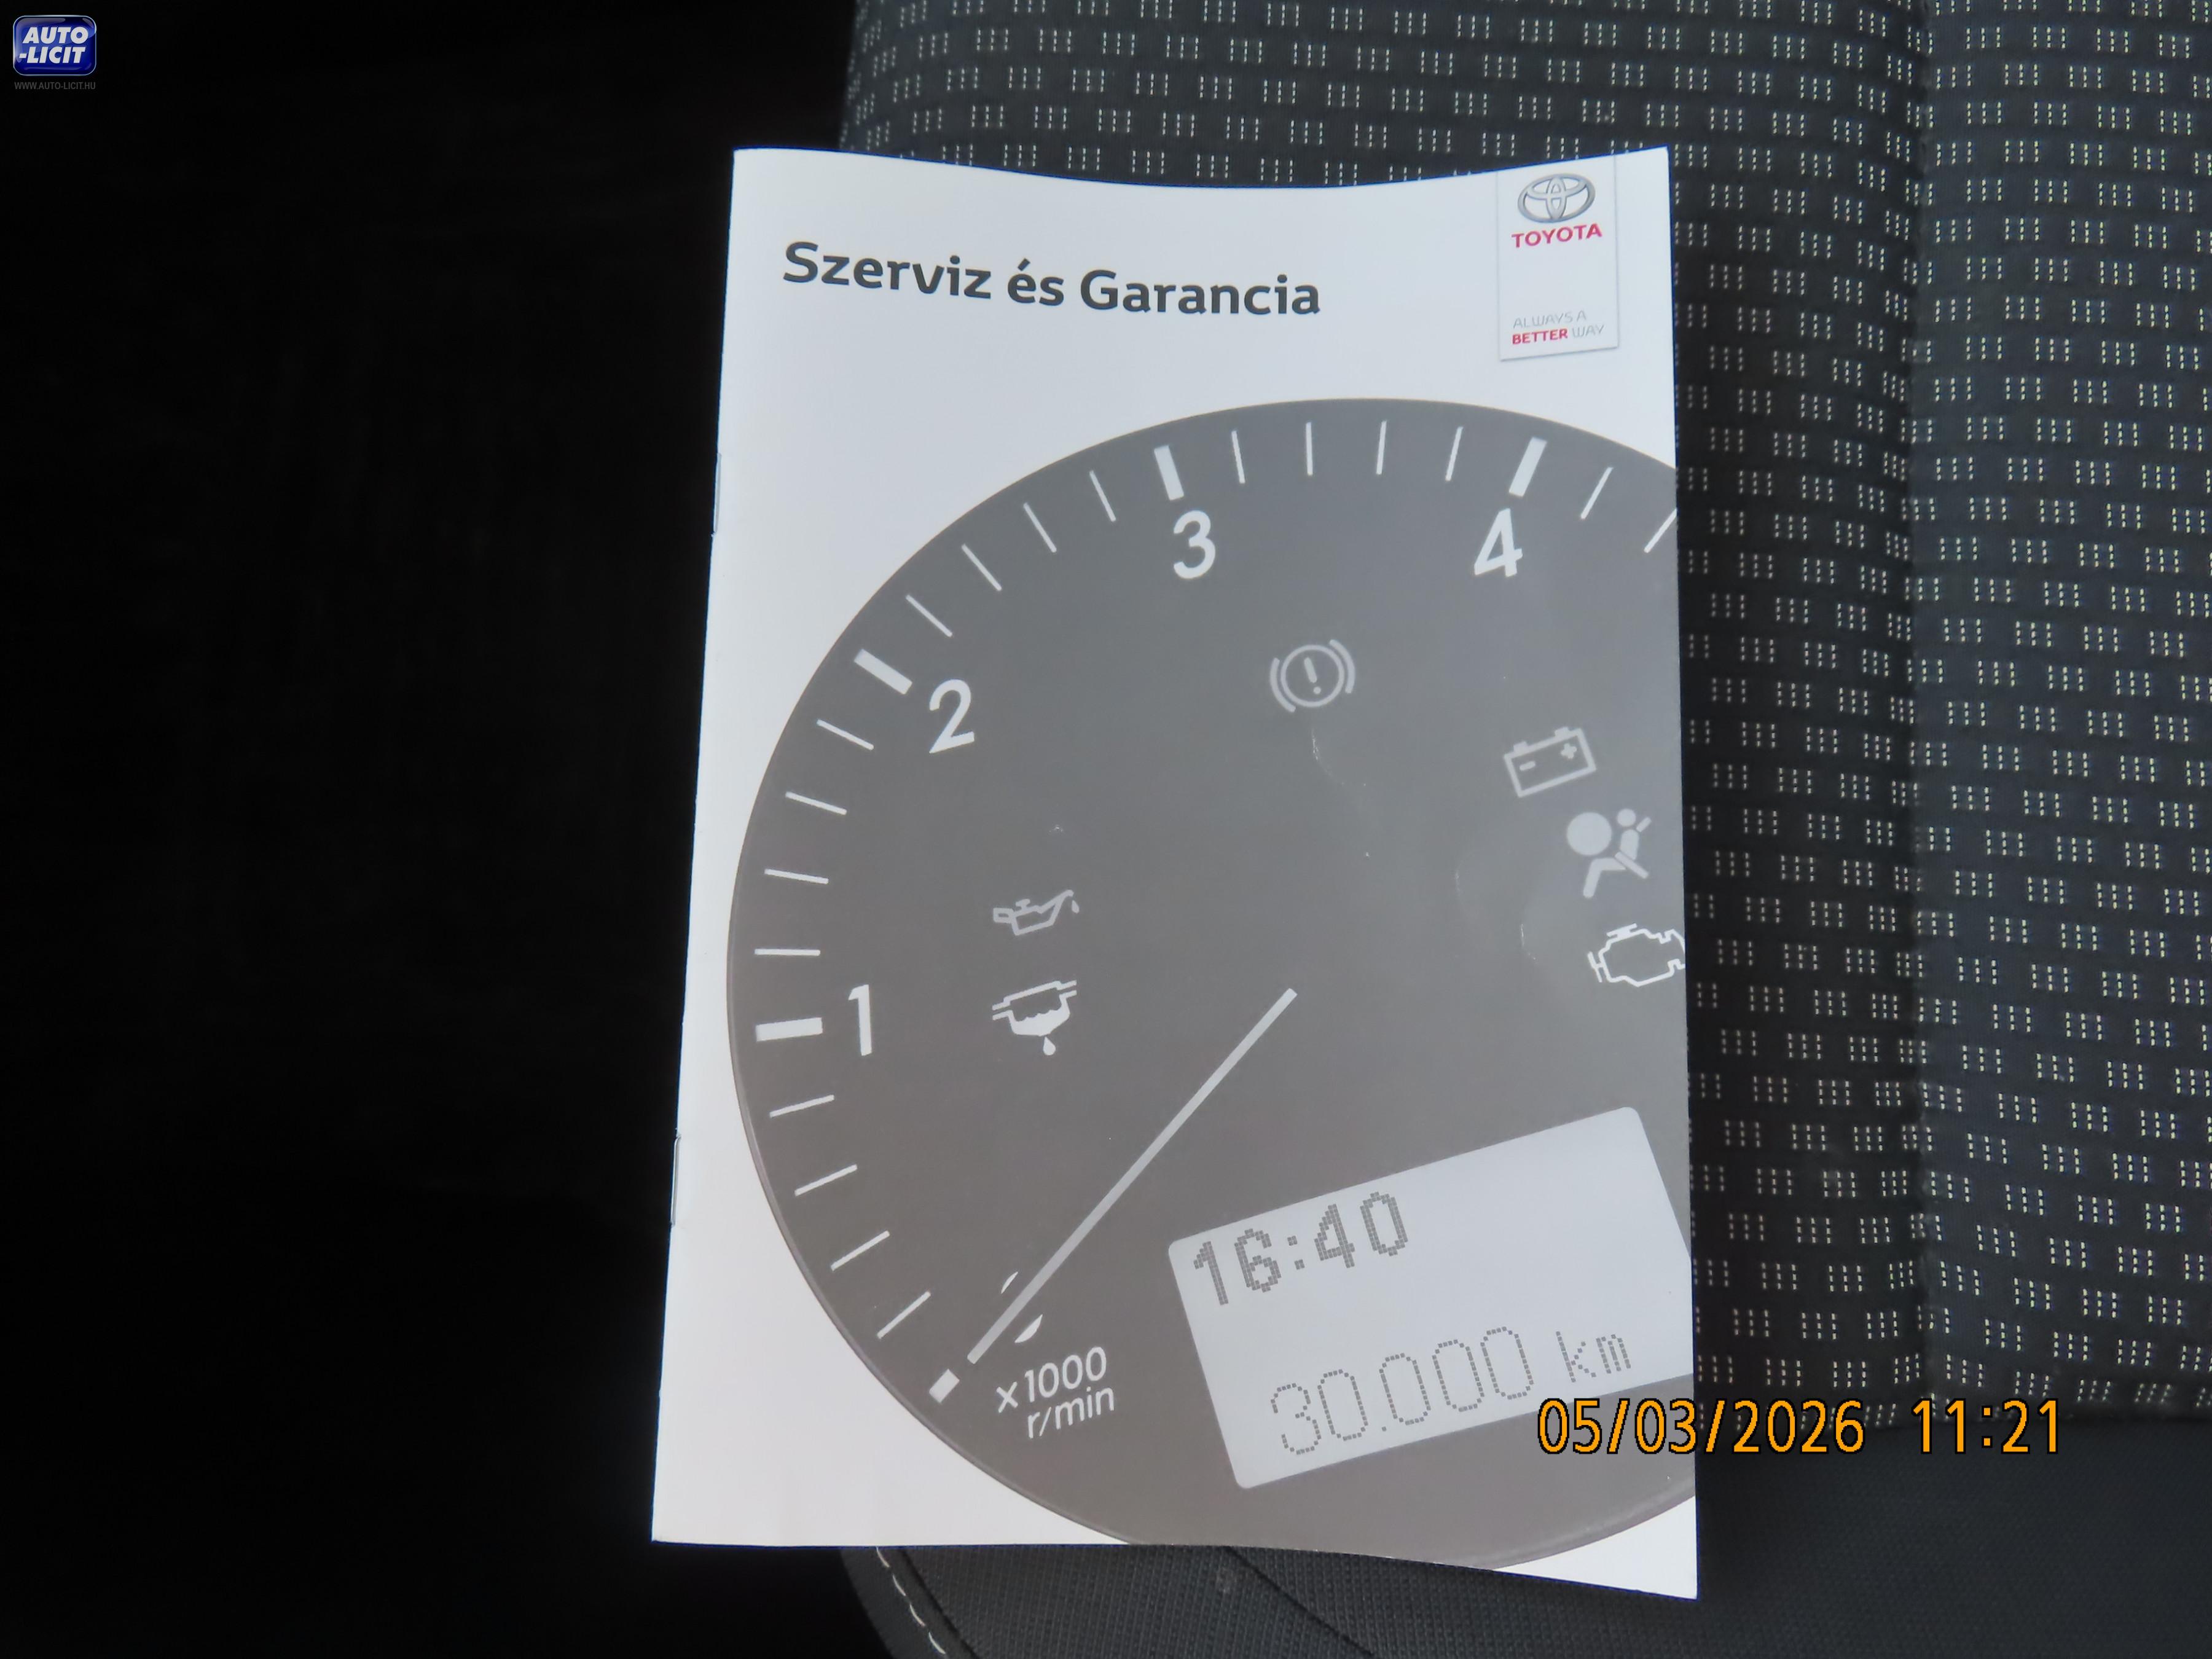 AUTO
-LICIT
WWW.AUTO-LICIT.HU
TOYOTA
Szerviz és Garancia
ALWAYS A
BETTER WAY
3
4
2
1
16:40
30.000 km
x1000
r/min
05/03/2026 11:21